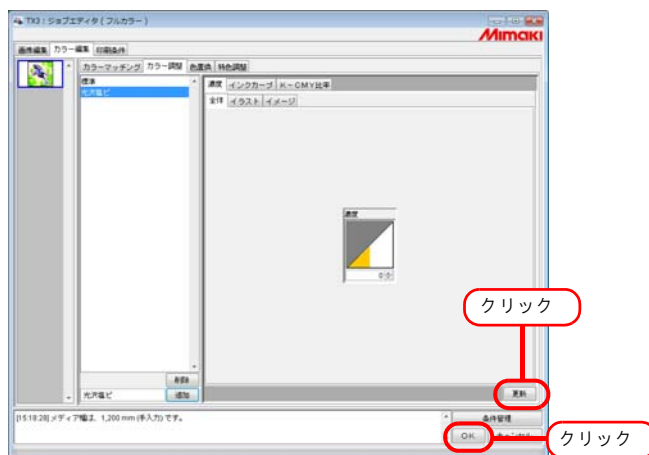 TX3 : ジョブエディタ ( フルカラー )
Mimaki
画像編集 カラー編集 印刷条件
カラーマッチング カラー調整 色置換 特色調整
標準
光沢塩ビ
濃度 インクカーブ K-CMY比率
全体 イラスト イメージ
濃度
0
クリック
削除
光沢塩ビ 追加
更新
[15:18:28] メディア幅は、1,200 mm (手入力) です。
条件管理
OK
クリック